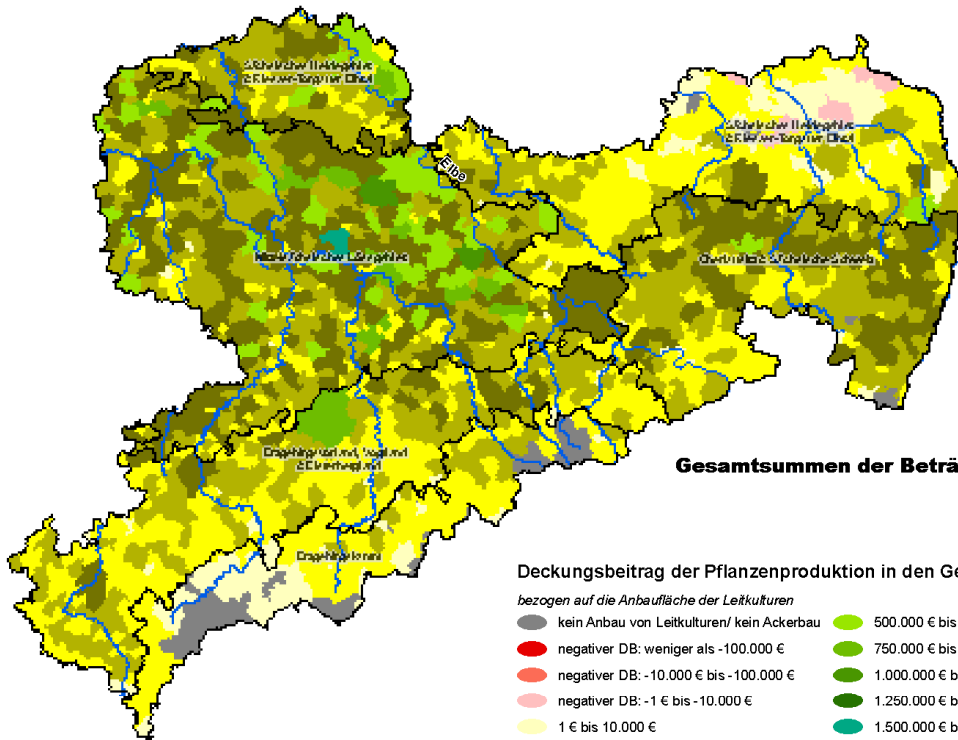 Elbe
Gesamtsummen der Beträ
Deckungsbeitrag der Pflanzenproduktion in den Ge
bezogen auf die Anbaufläche der Leitkulturen
kein Anbau von Leitkulturen/ kein Ackerbau
negativer DB: weniger als -100.000 €
negativer DB: -10.000 € bis -100.000 €
negativer DB: -1 € bis -10.000 €
1 € bis 10.000 €
500.000 € bis
750.000 € bis
1.000.000 € b
1.250.000 € b
1.500.000 € b